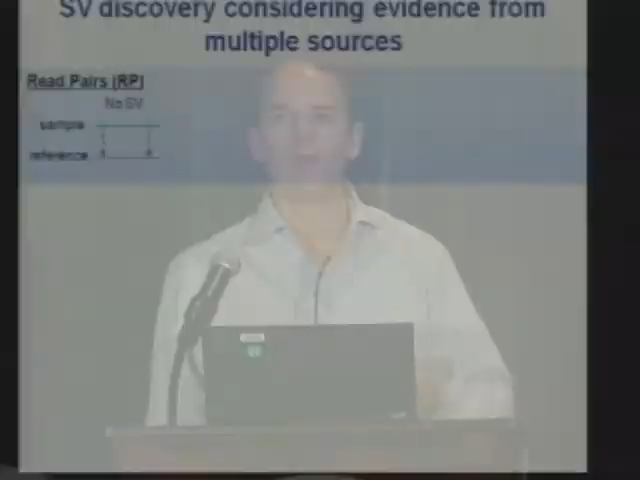 SV discovery considering evidence from
multiple sources
Read Pairs (RP)
No SV
sample
reference